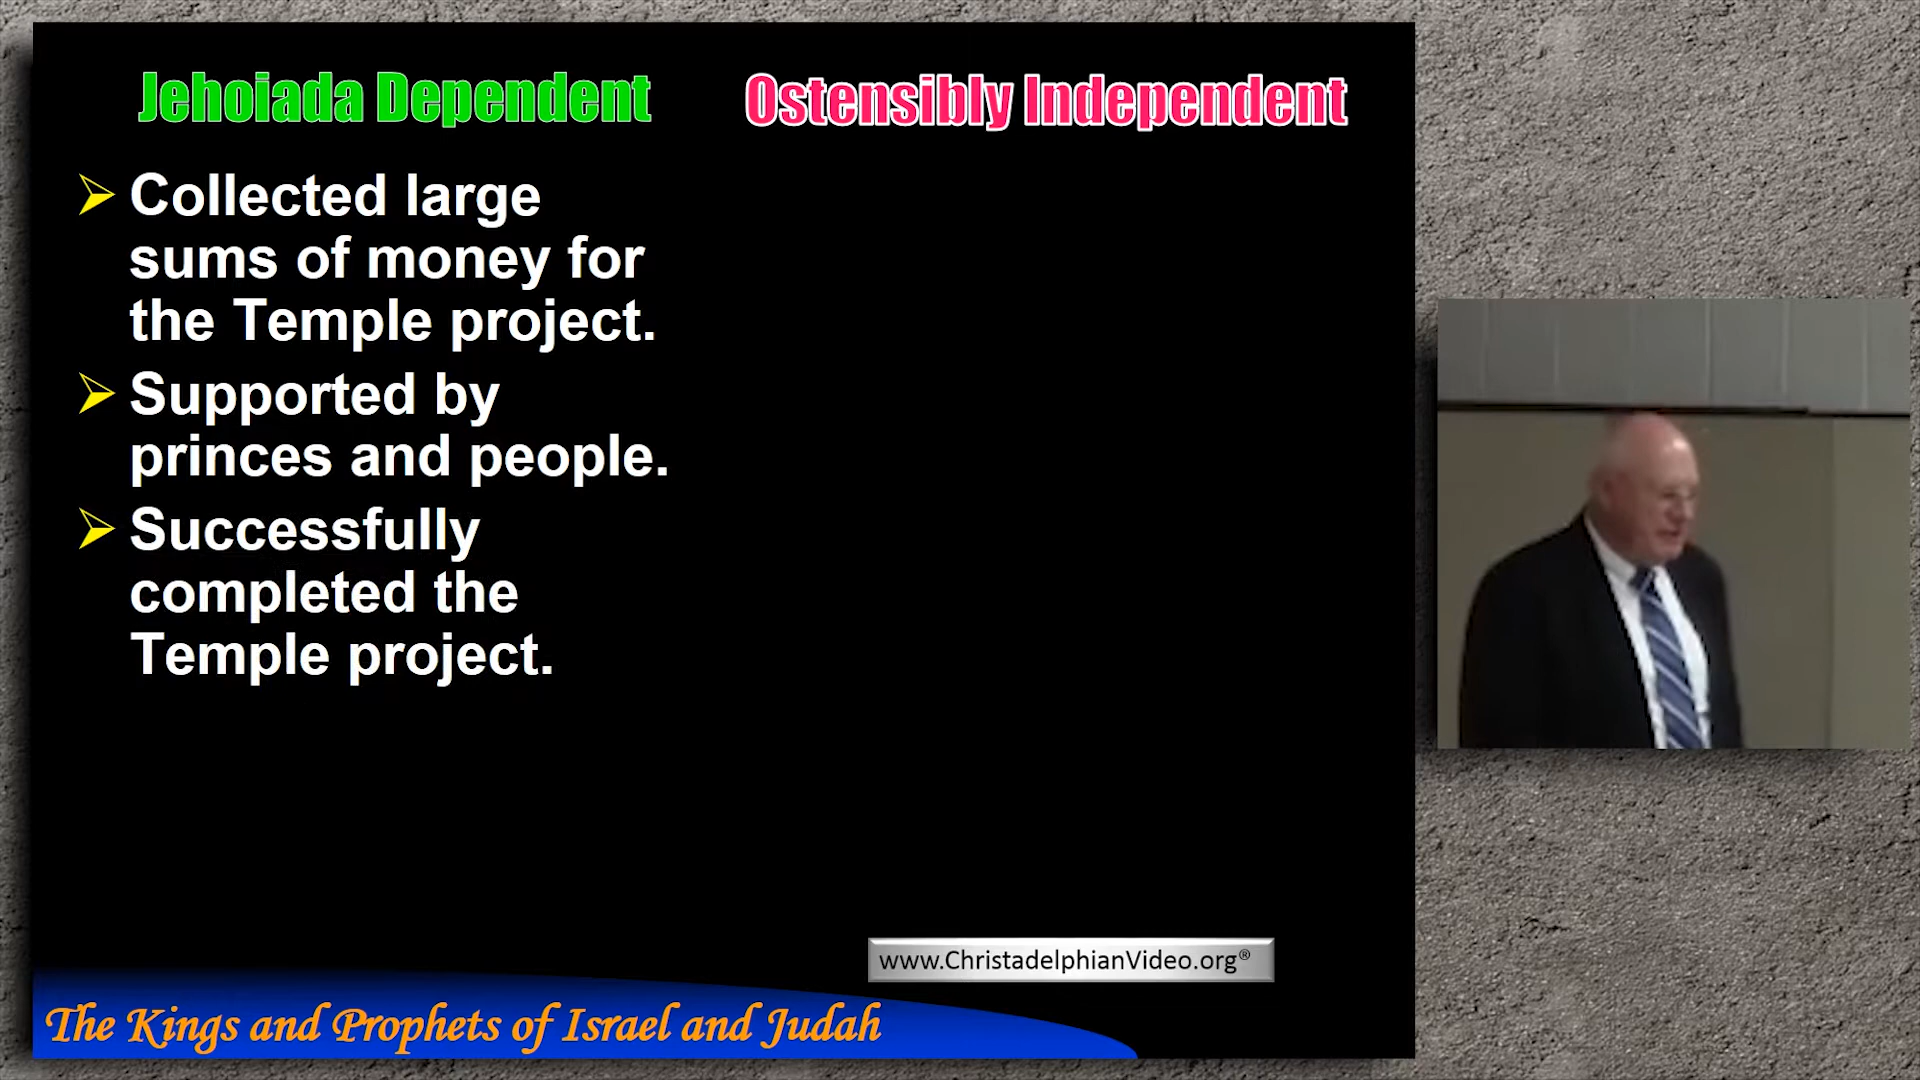 Jehoiada Dependent
Ostensibly Independent
Collected large
sums of money for
the Temple project.
Supported by
princes and people.
Successfully
completed the
Temple project.
www.ChristadelphianVideo.org®
The Kings and Prophets of Israel and Judah